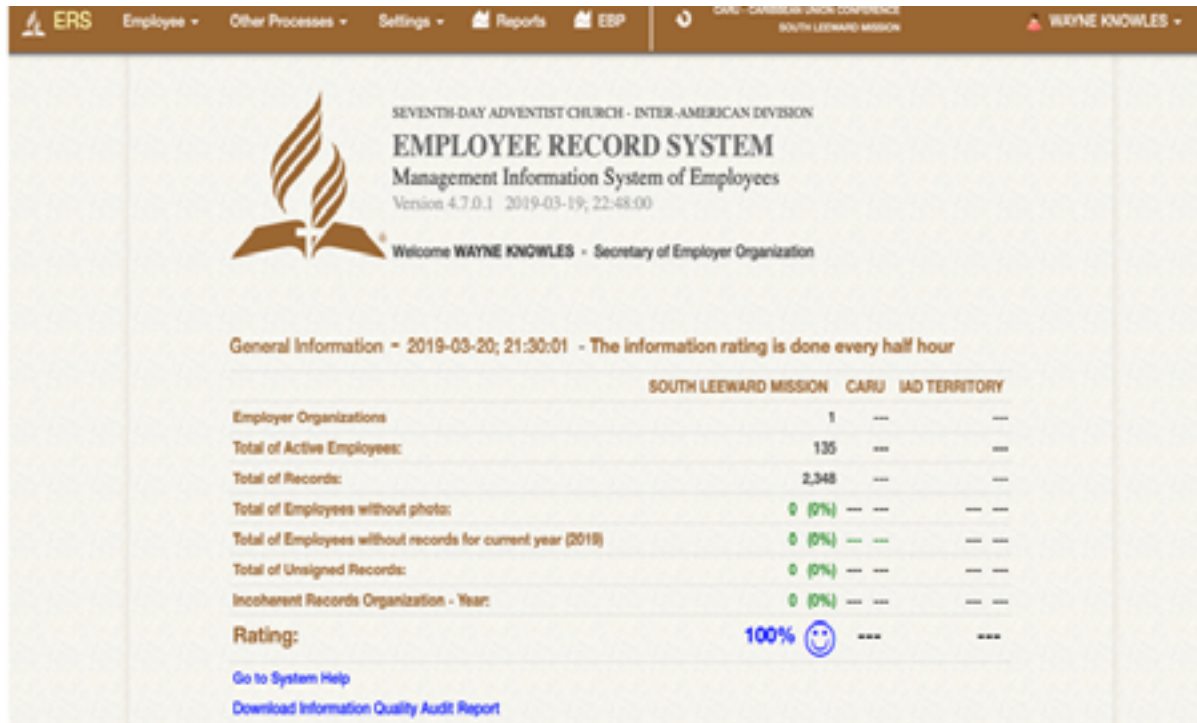 ERS Employee Other Processes Settings Reports EBP CARU - CARIBBEAN UNION CONFERENCE WAYNE KNOWLES
SOUTH LEEWARD MISSION
SEVENTH-DAY ADVENTIST CHURCH - INTER-AMERICAN DIVISION
EMPLOYEE RECORD SYSTEM
Management Information System of Employees
Version 4.7.0.1 2019-03-19; 22:48:00
Welcome WAYNE KNOWLES - Secretary of Employer Organization
General Information - 2019-03-20; 21:30:01 - The information rating is done every half hour
SOUTH LEEWARD MISSION CARU IAD TERRITORY
Employer Organizations 1 --- ---
Total of Active Employees: 135 --- ---
Total of Records: 2,348 --- ---
Total of Employees without photo: 0 (0%) --- --- --- ---
Total of Employees without records for current year (2019) 0 (0%) --- --- --- ---
Total of Unsigned Records: 0 (0%) --- --- --- ---
Incoherent Records Organization - Year: 0 (0%) --- --- --- ---
Rating: 100% --- ---
Go to System Help
Download Information Quality Audit Report